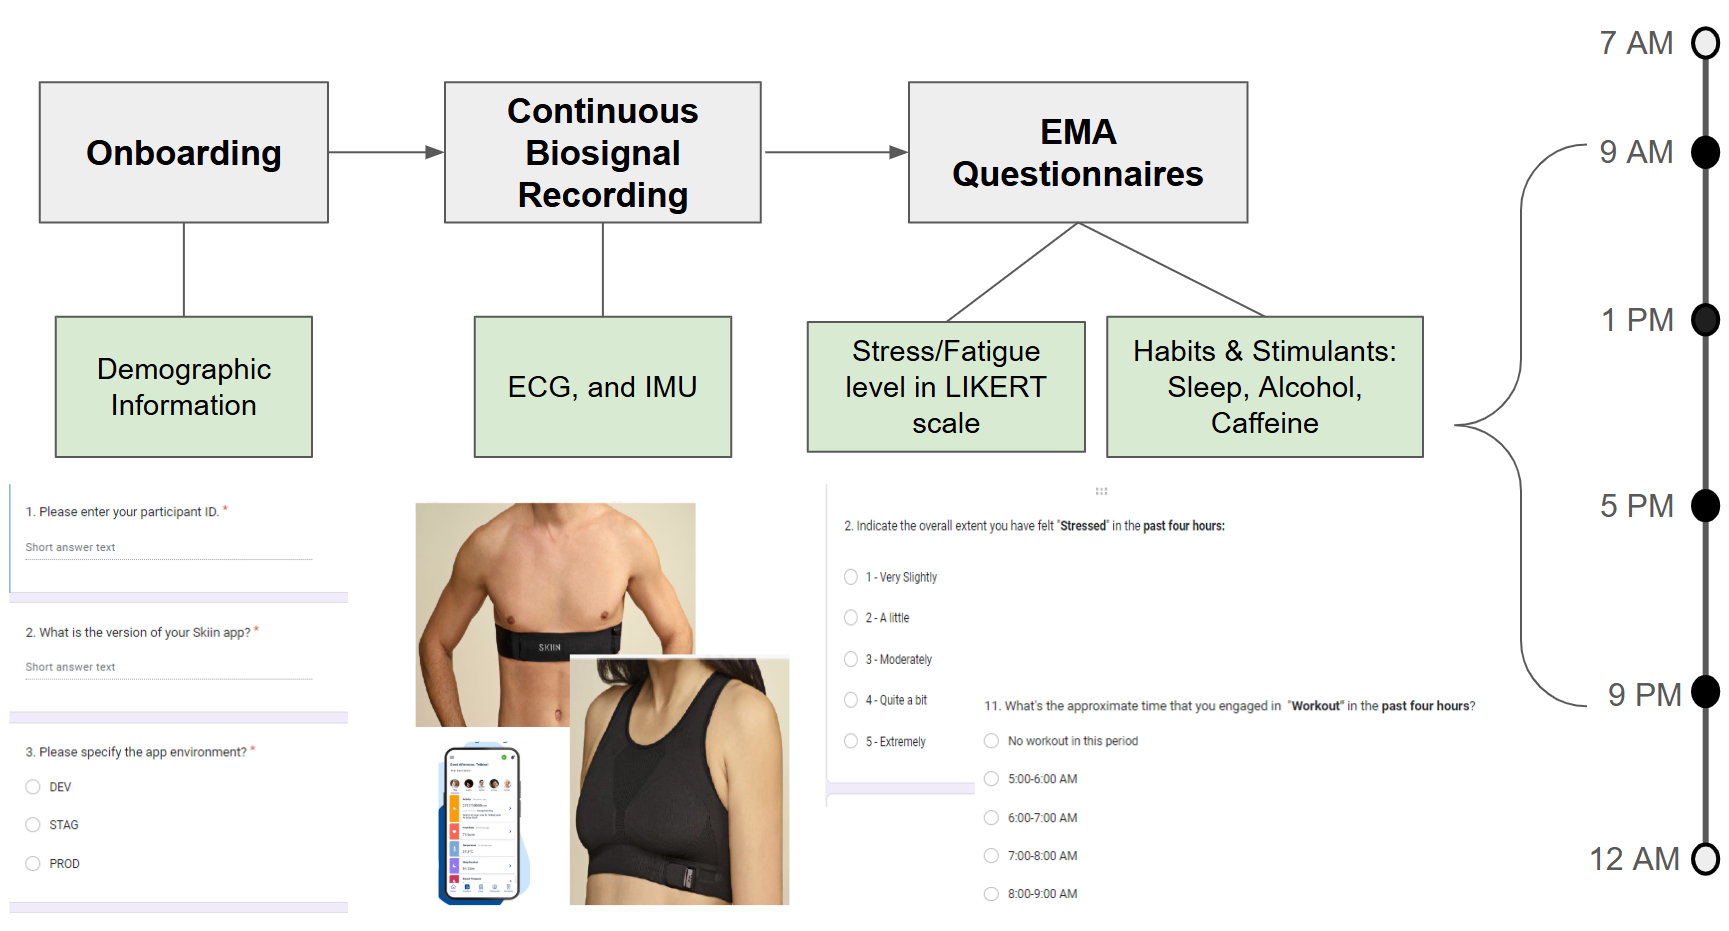 Onboarding
Continuous
Biosignal
Recording
EMA
Questionnaires
Demographic
Information
ECG, and IMU
Stress/Fatigue
level in LIKERT
scale
Habits & Stimulants:
Sleep, Alcohol,
Caffeine
7 AM
9 AM
1 PM
5 PM
9 PM
12 AM
1. Please enter your participant ID. *
Short answer text
2. What is the version of your Skiin app? *
Short answer text
3. Please specify the app environment? *
DEV
STAG
PROD
SKIIN
2. Indicate the overall extent you have felt "Stressed" in the past four hours:
1 - Very Slightly
2 - A little
3 - Moderately
4 - Quite a bit
5 - Extremely
11. What's the approximate time that you engaged in "Workout" in the past four hours?
No workout in this period
5:00-6:00 AM
6:00-7:00 AM
7:00-8:00 AM
8:00-9:00 AM